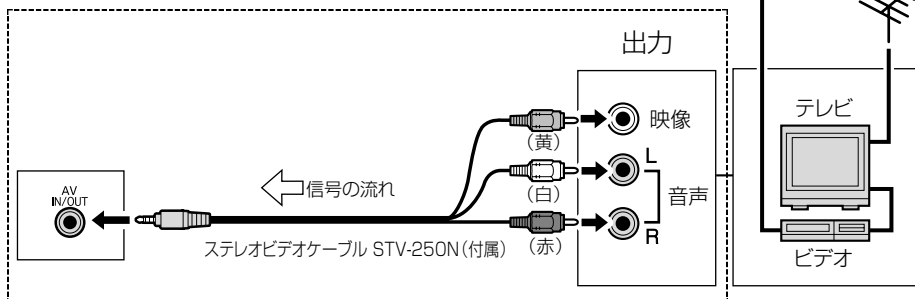 出力
映像
(黄)
L
(白)
音声
R
(赤)
信号の流れ
AV
IN/OUT
ステレオビデオケーブル STV-250N(付属)
テレビ
ビデオ